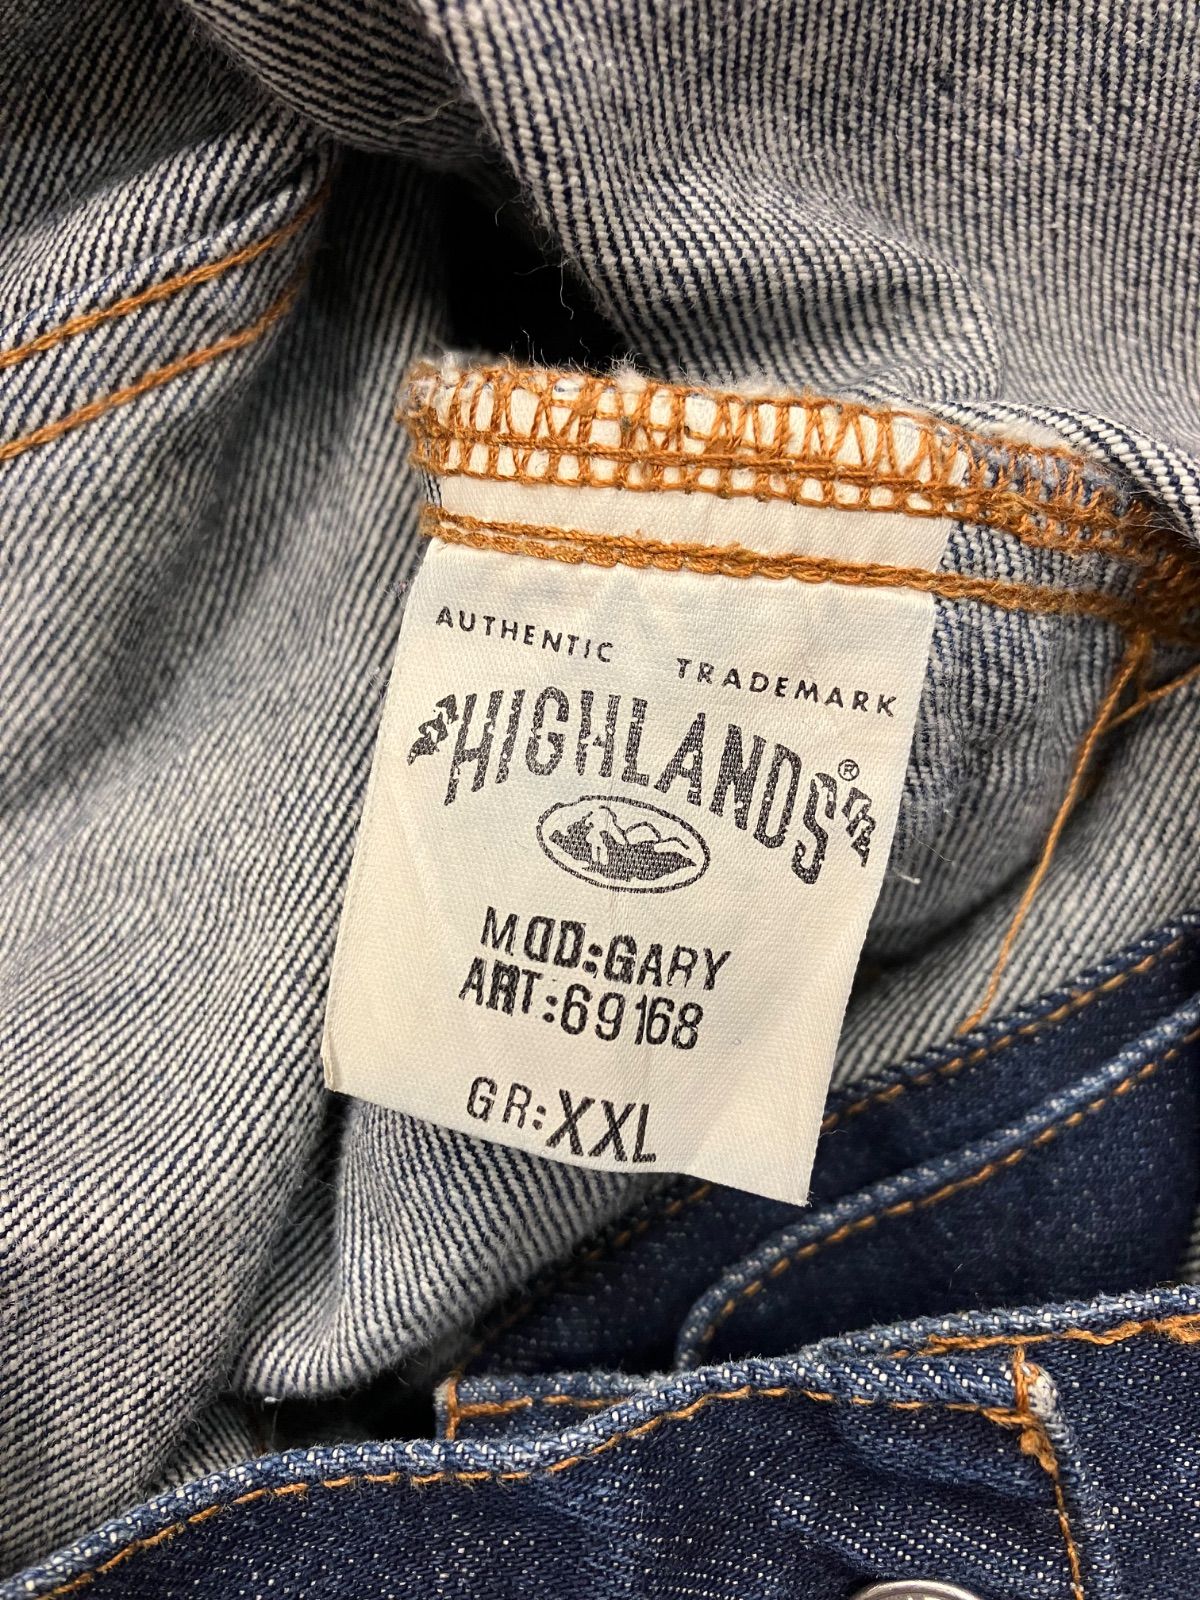 AUTHENTIC TRADEMARK
HIGHLANDS®
MOD:GARY
ART:69168
GR:XXL